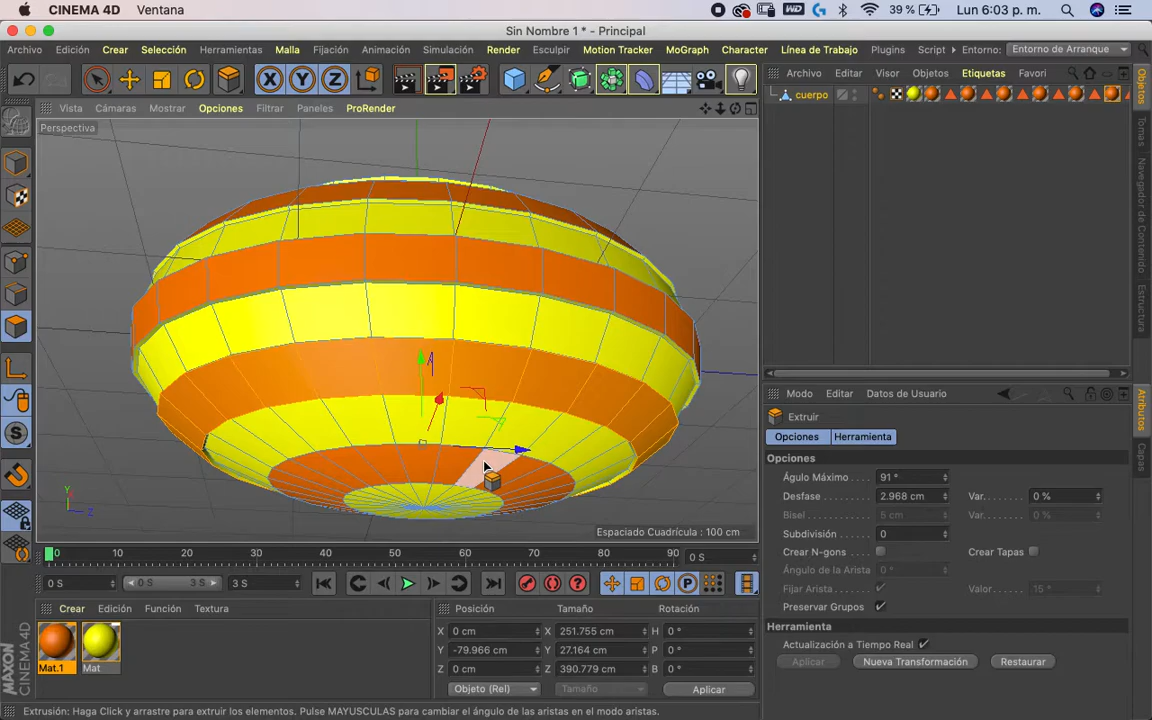 CINEMA 4D Ventana 39 % Lun 6:03 p. m.
Sin Nombre 1 * - Principal
Archivo Edición Crear Selección Herramientas Malla Fijación Animación Simulación Render Esculpir Motion Tracker MoGraph Character Línea de Trabajo Plugins Script Entorno: Entorno de Arranque
X Y Z
Archivo Editar Visor Objetos Etiquetas Favori
Vista Cámaras Mostrar Opciones Filtrar Paneles ProRender
cuerpo
Perspectiva
Objetos
Tomas
Navegador de Contenido
Estructura
Modo Editar Datos de Usuario
Extruir
Opciones Herramienta
Opciones
Águlo Máximo 91 °
Desfase 2.968 cm Var. 0 %
Bisel 5 cm Var. 0 %
Subdivisión 0
Crear N-gons Crear Tapas
Ángulo de la Arista 0 °
Fijar Arista Valor 15 °
Preservar Grupos
Herramienta
Actualización a Tiempo Real
Aplicar Nueva Transformación Restaurar
Atributos
Capas
Y
Z
Espaciado Cuadrícula : 100 cm
0 10 20 30 40 50 60 70 80 90 0 S
0 S 0 S 3 S 3 S
Crear Edición Función Textura
Mat.1 Mat
Posición Tamaño Rotación
X 0 cm X 251.755 cm H 0 °
Y -79.966 cm Y 27.164 cm P 0 °
Z 0 cm Z 390.779 cm B 0 °
Objeto (Rel) Tamaño Aplicar
MAXON CINEMA 4D
Extrusión: Haga Click y arrastre para extruir los elementos. Pulse MAYUSCULAS para cambiar el ángulo de las aristas en el modo aristas.